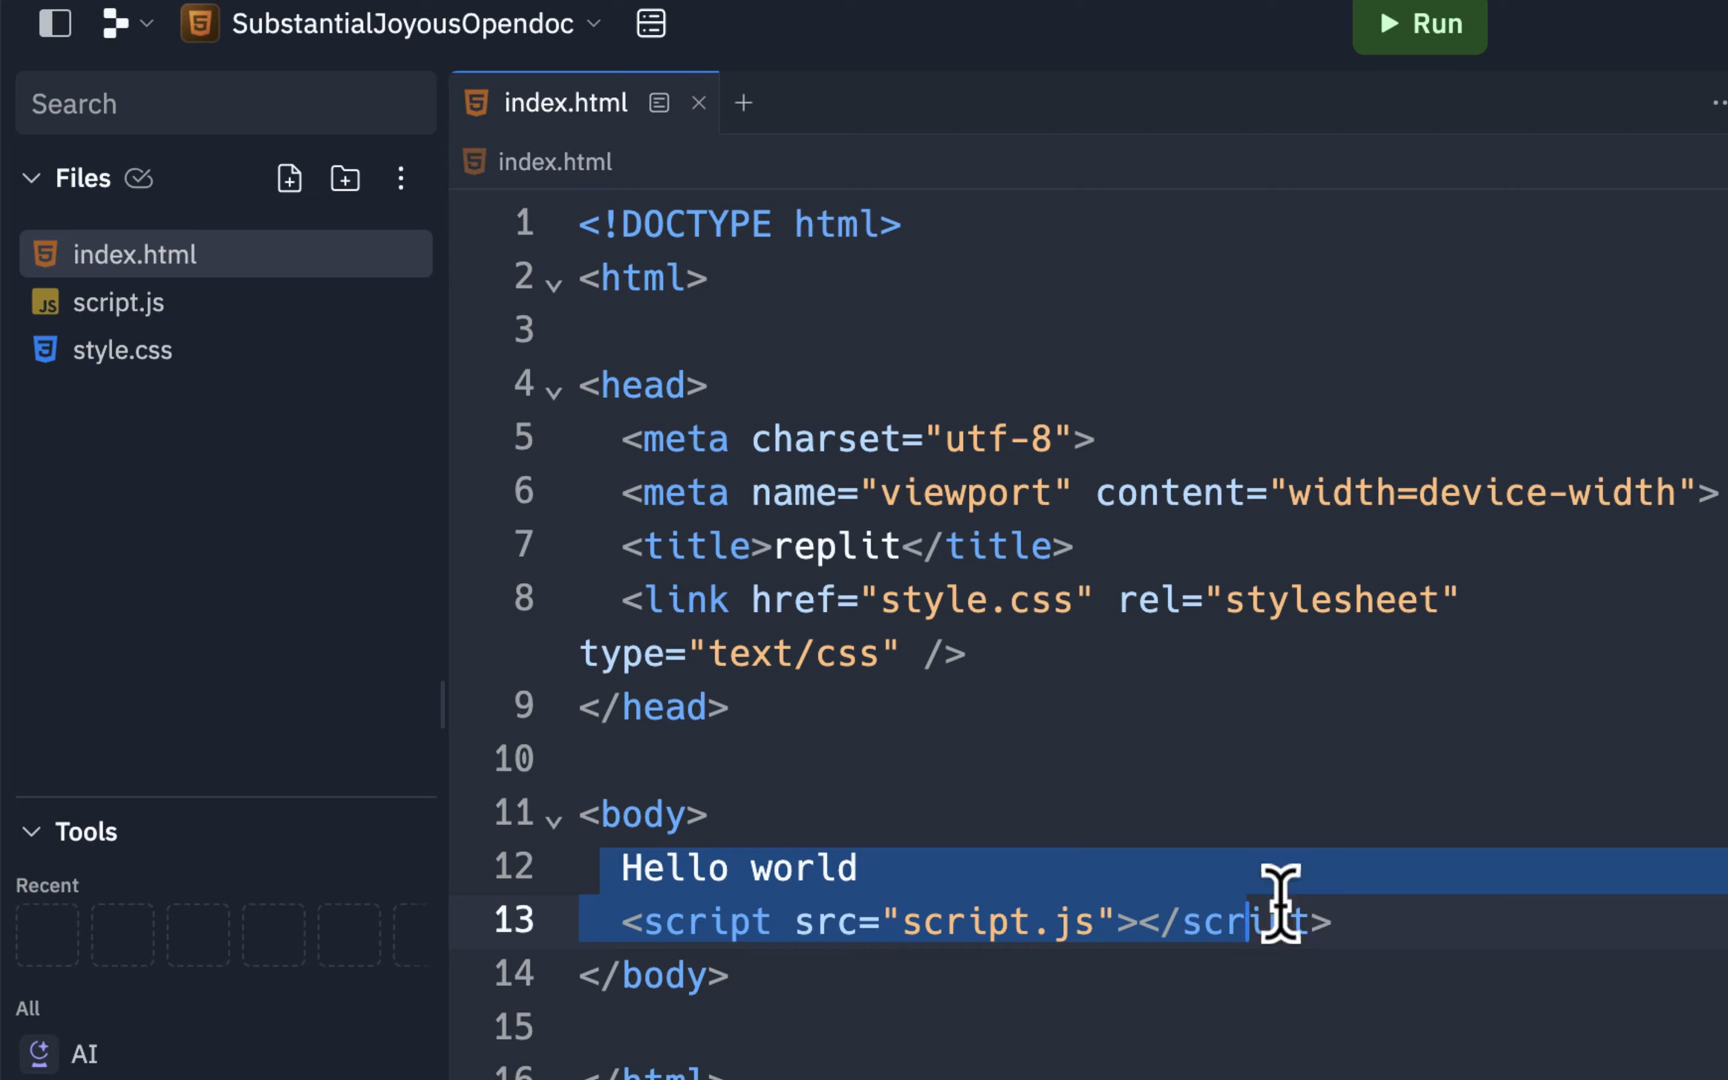 SubstantialJoyousOpendoc
Run
Search
index.html
Files
index.html
index.html
script.js
style.css
1 <!DOCTYPE html>
2 <html>
3
4 <head>
5 <meta charset="utf-8">
6 <meta name="viewport" content="width=device-width">
7 <title>replit</title>
8 <link href="style.css" rel="stylesheet"
type="text/css" />
9 </head>
10
11 <body>
12 Hello world
13 <script src="script.js"></script>
14 </body>
15
16 </html>
Tools
Recent
All
AI